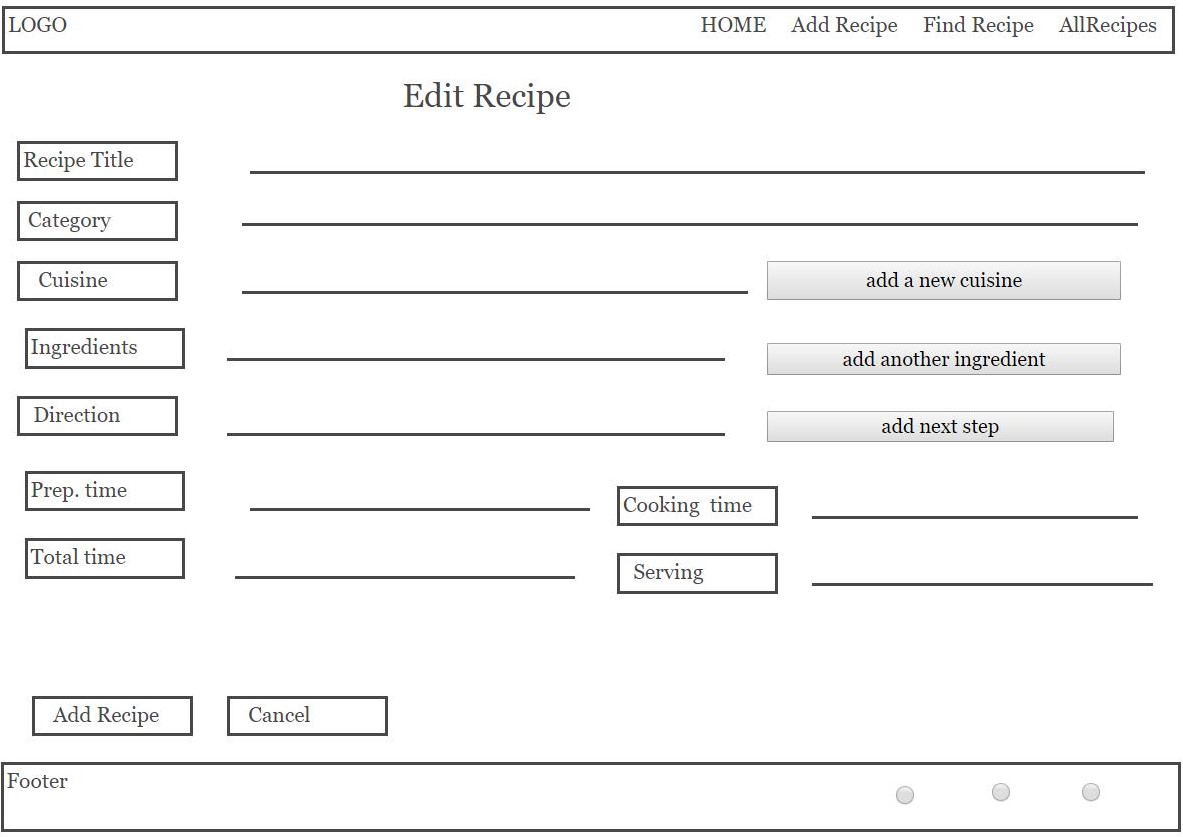 LOGO HOME Add Recipe Find Recipe AllRecipes
Edit Recipe
Recipe Title
Category
Cuisine add a new cuisine
Ingredients add another ingredient
Direction add next step
Prep. time Cooking time
Total time Serving
Add Recipe Cancel
Footer